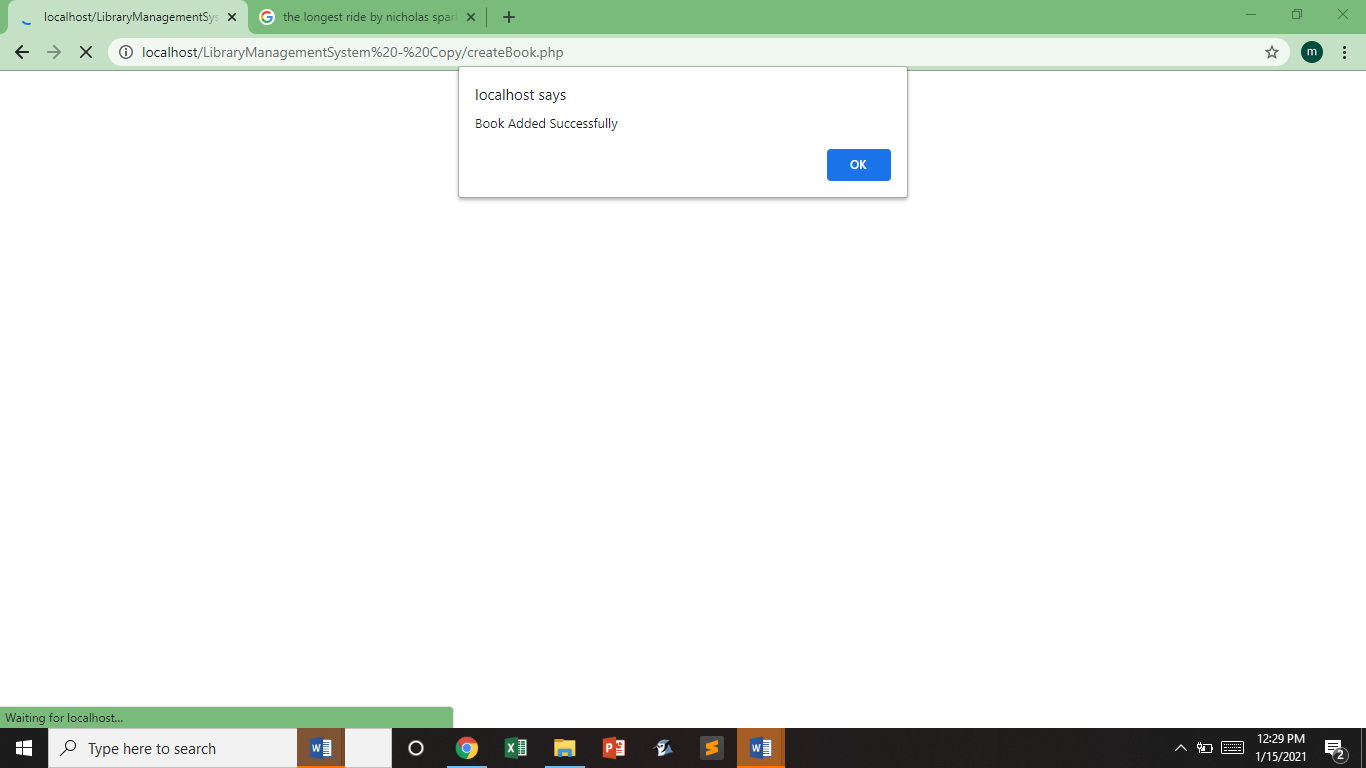 localhost/LibraryManagementSys
the longest ride by nicholas spar
localhost/LibraryManagementSystem%20-%20Copy/createBook.php
m
localhost says
Book Added Successfully
OK
Waiting for localhost...
Type here to search
12:29 PM
1/15/2021
2